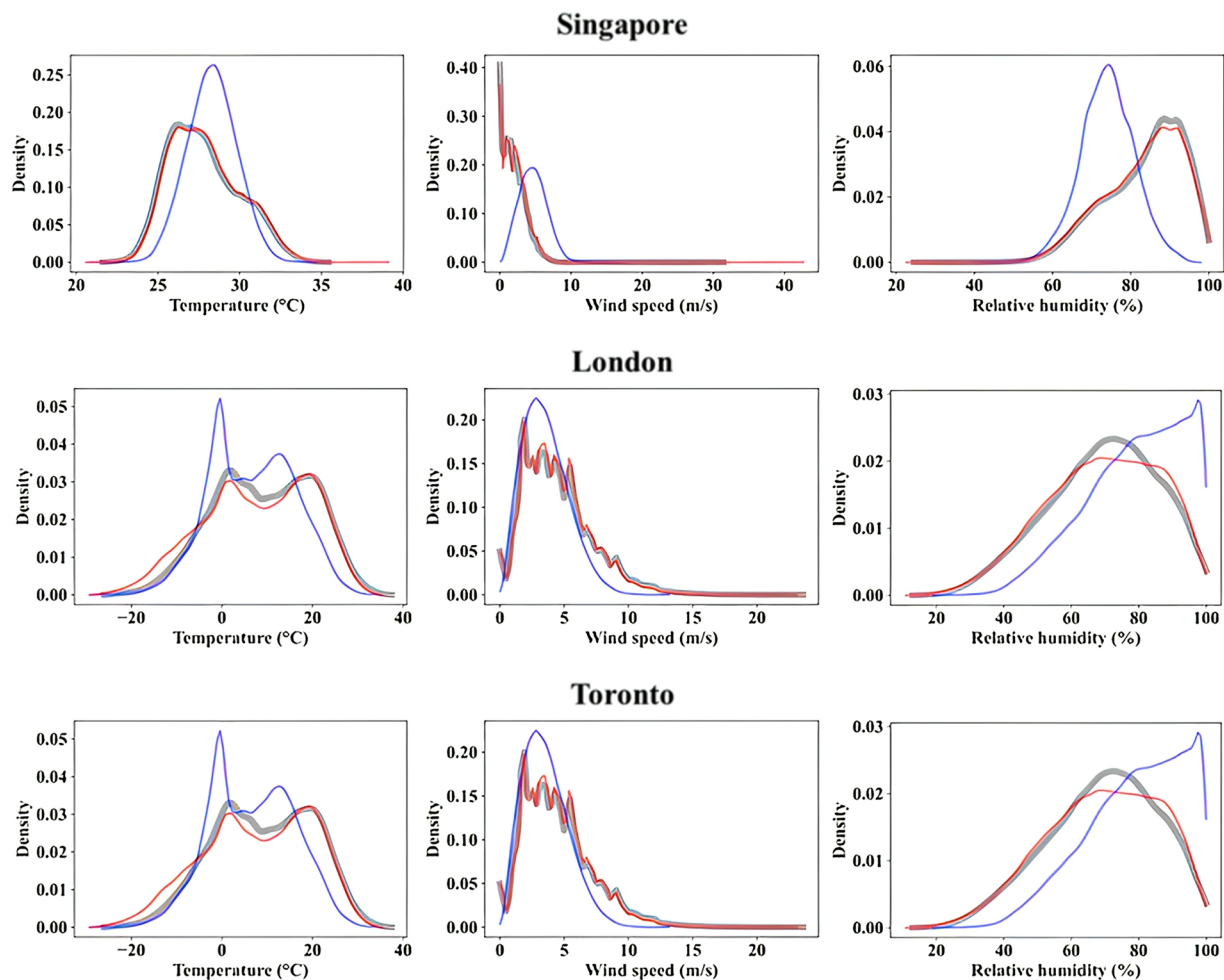 Singapore
0.25
0.20
0.15
0.10
0.05
0.00
Density
20 25 30 35 40
Temperature (°C)
0.40
0.30
0.20
0.10
0.00
Density
0 10 20 30 40
Wind speed (m/s)
0.06
0.04
0.02
0.00
Density
20 40 60 80 100
Relative humidity (%)
London
0.05
0.04
0.03
0.02
0.01
0.00
Density
−20 0 20 40
Temperature (°C)
0.20
0.15
0.10
0.05
0.00
Density
0 5 10 15 20
Wind speed (m/s)
0.03
0.02
0.01
0.00
Density
20 40 60 80 100
Relative humidity (%)
Toronto
0.05
0.04
0.03
0.02
0.01
0.00
Density
−20 0 20 40
Temperature (°C)
0.20
0.15
0.10
0.05
0.00
Density
0 5 10 15 20
Wind speed (m/s)
0.03
0.02
0.01
0.00
Density
20 40 60 80 100
Relative humidity (%)